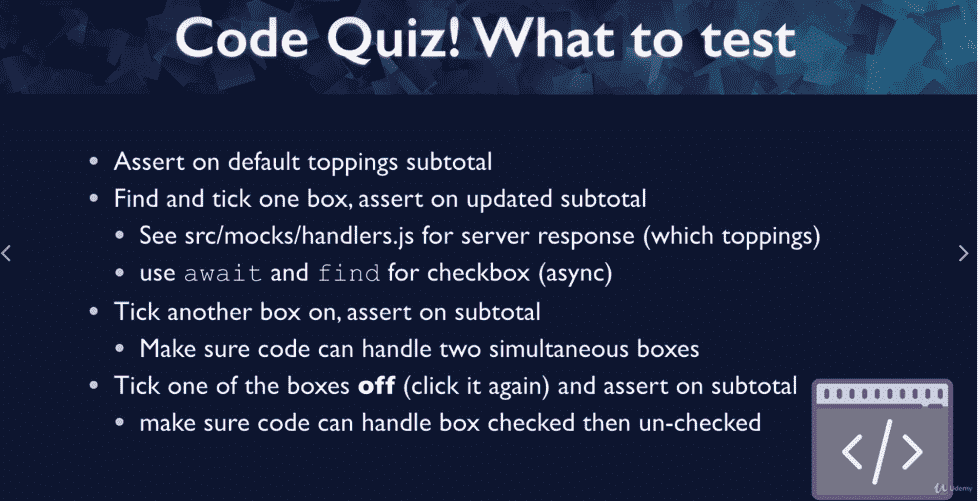 Code Quiz! What to test
• Assert on default toppings subtotal
• Find and tick one box, assert on updated subtotal
• See src/mocks/handlers.js for server response (which toppings)
• use await and find for checkbox (async)
• Tick another box on, assert on subtotal
• Make sure code can handle two simultaneous boxes
• Tick one of the boxes off (click it again) and assert on subtotal
• make sure code can handle box checked then un-checked
</>
Udemy